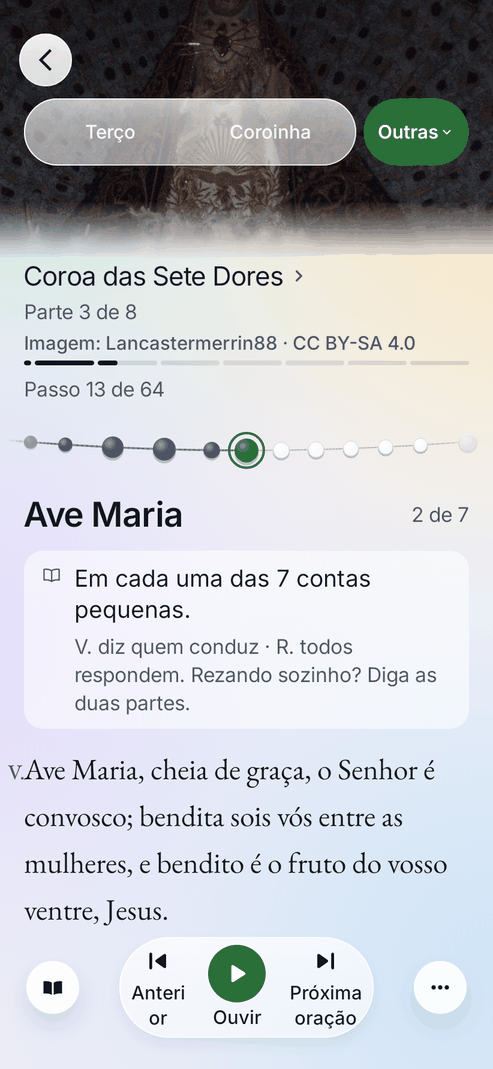 Terço
Coroinha
Outras
Coroa das Sete Dores
Parte 3 de 8
Imagem: Lancastermerrin88 · CC BY-SA 4.0
Passo 13 de 64
Ave Maria
2 de 7
Em cada uma das 7 contas
pequenas.
V. diz quem conduz · R. todos
respondem. Rezando sozinho? Diga as
duas partes.
V.Ave Maria, cheia de graça, o Senhor é
convosco; bendita sois vós entre as
mulheres, e bendito é o fruto do vosso
ventre, Jesus.
Anteri
or
Ouvir
Próxima
oração